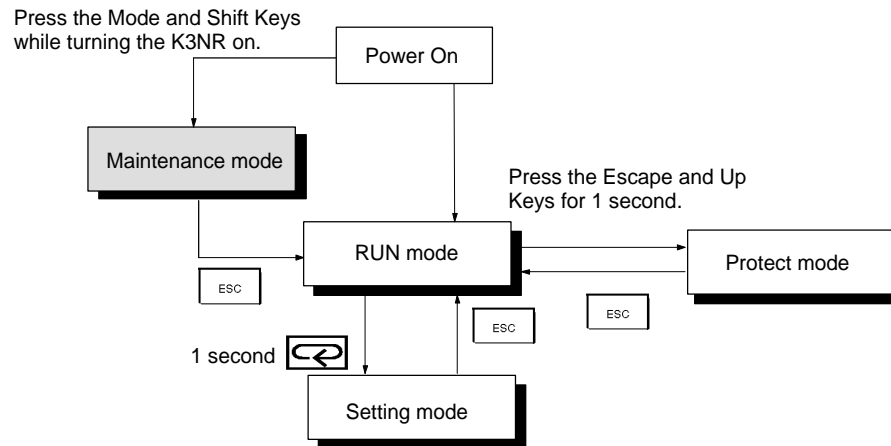 Press the Mode and Shift Keys
while turning the K3NR on.
Power On
Maintenance mode
Press the Escape and Up
Keys for 1 second.
RUN mode
Protect mode
ESC
ESC
ESC
1 second
Setting mode